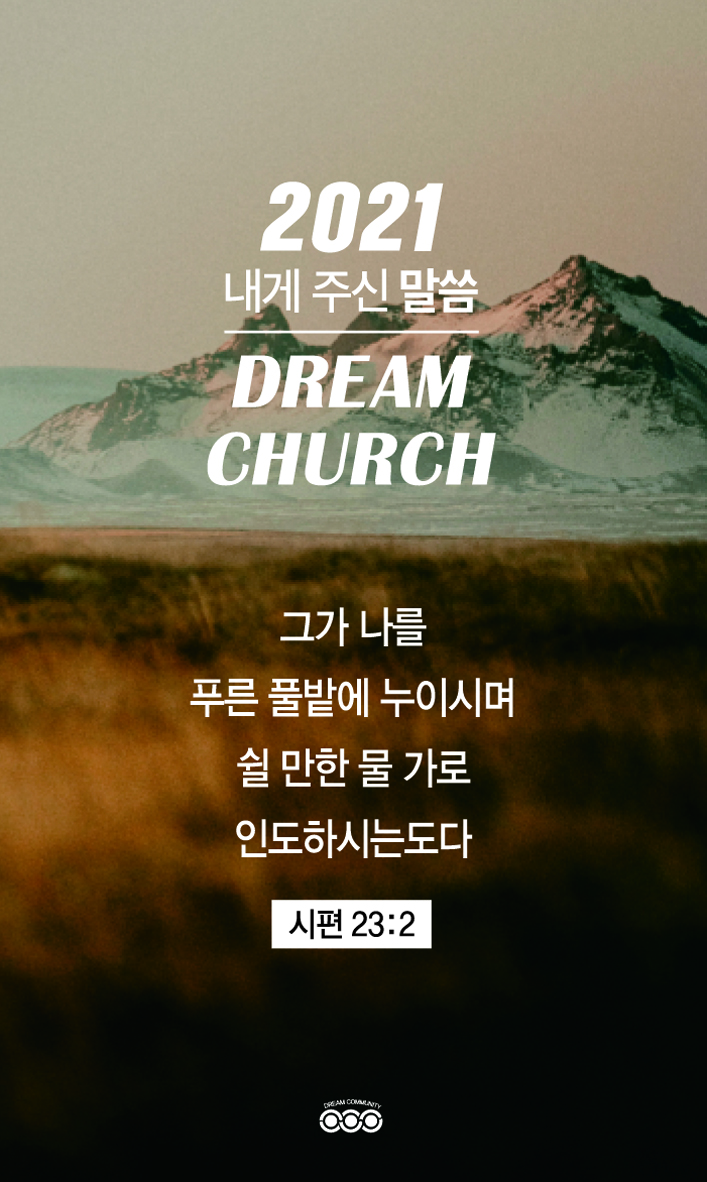 2021
내게 주신 말씀
DREAM
CHURCH
그가 나를
푸른 풀밭에 누이시며
쉴 만한 물 가로
인도하시는도다
시편 23:2
DREAM COMMUNITY